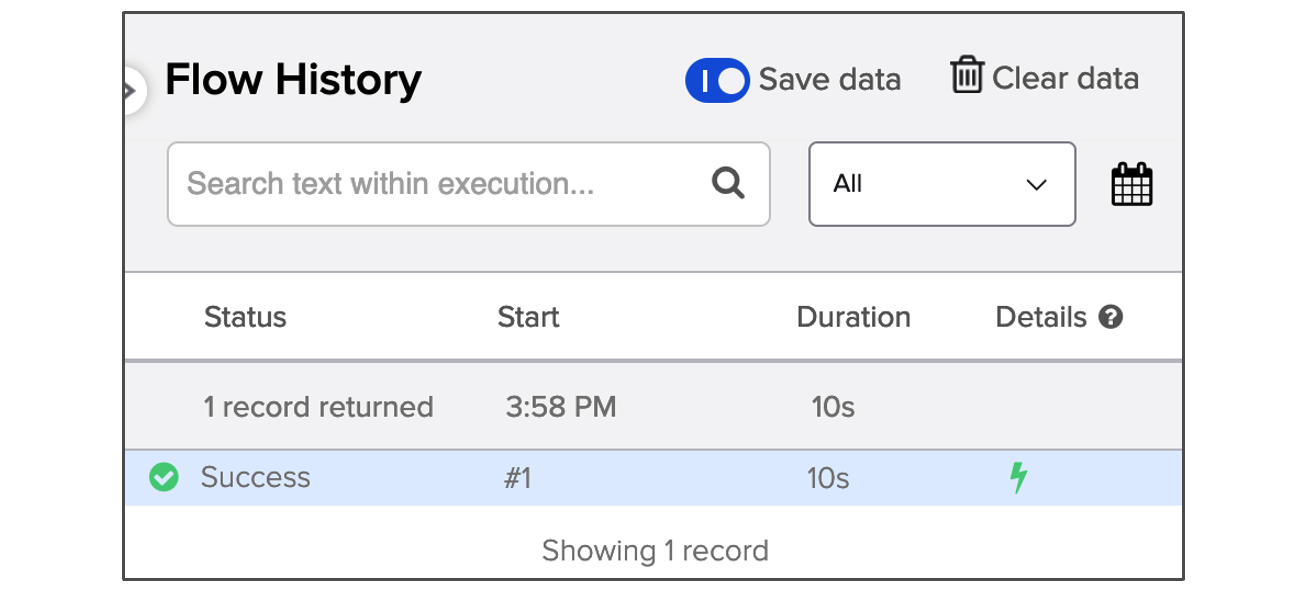 Flow History
Save data
Clear data
Search text within execution...
All
Status Start Duration Details ?
1 record returned 3:58 PM 10s
Success #1 10s
Showing 1 record